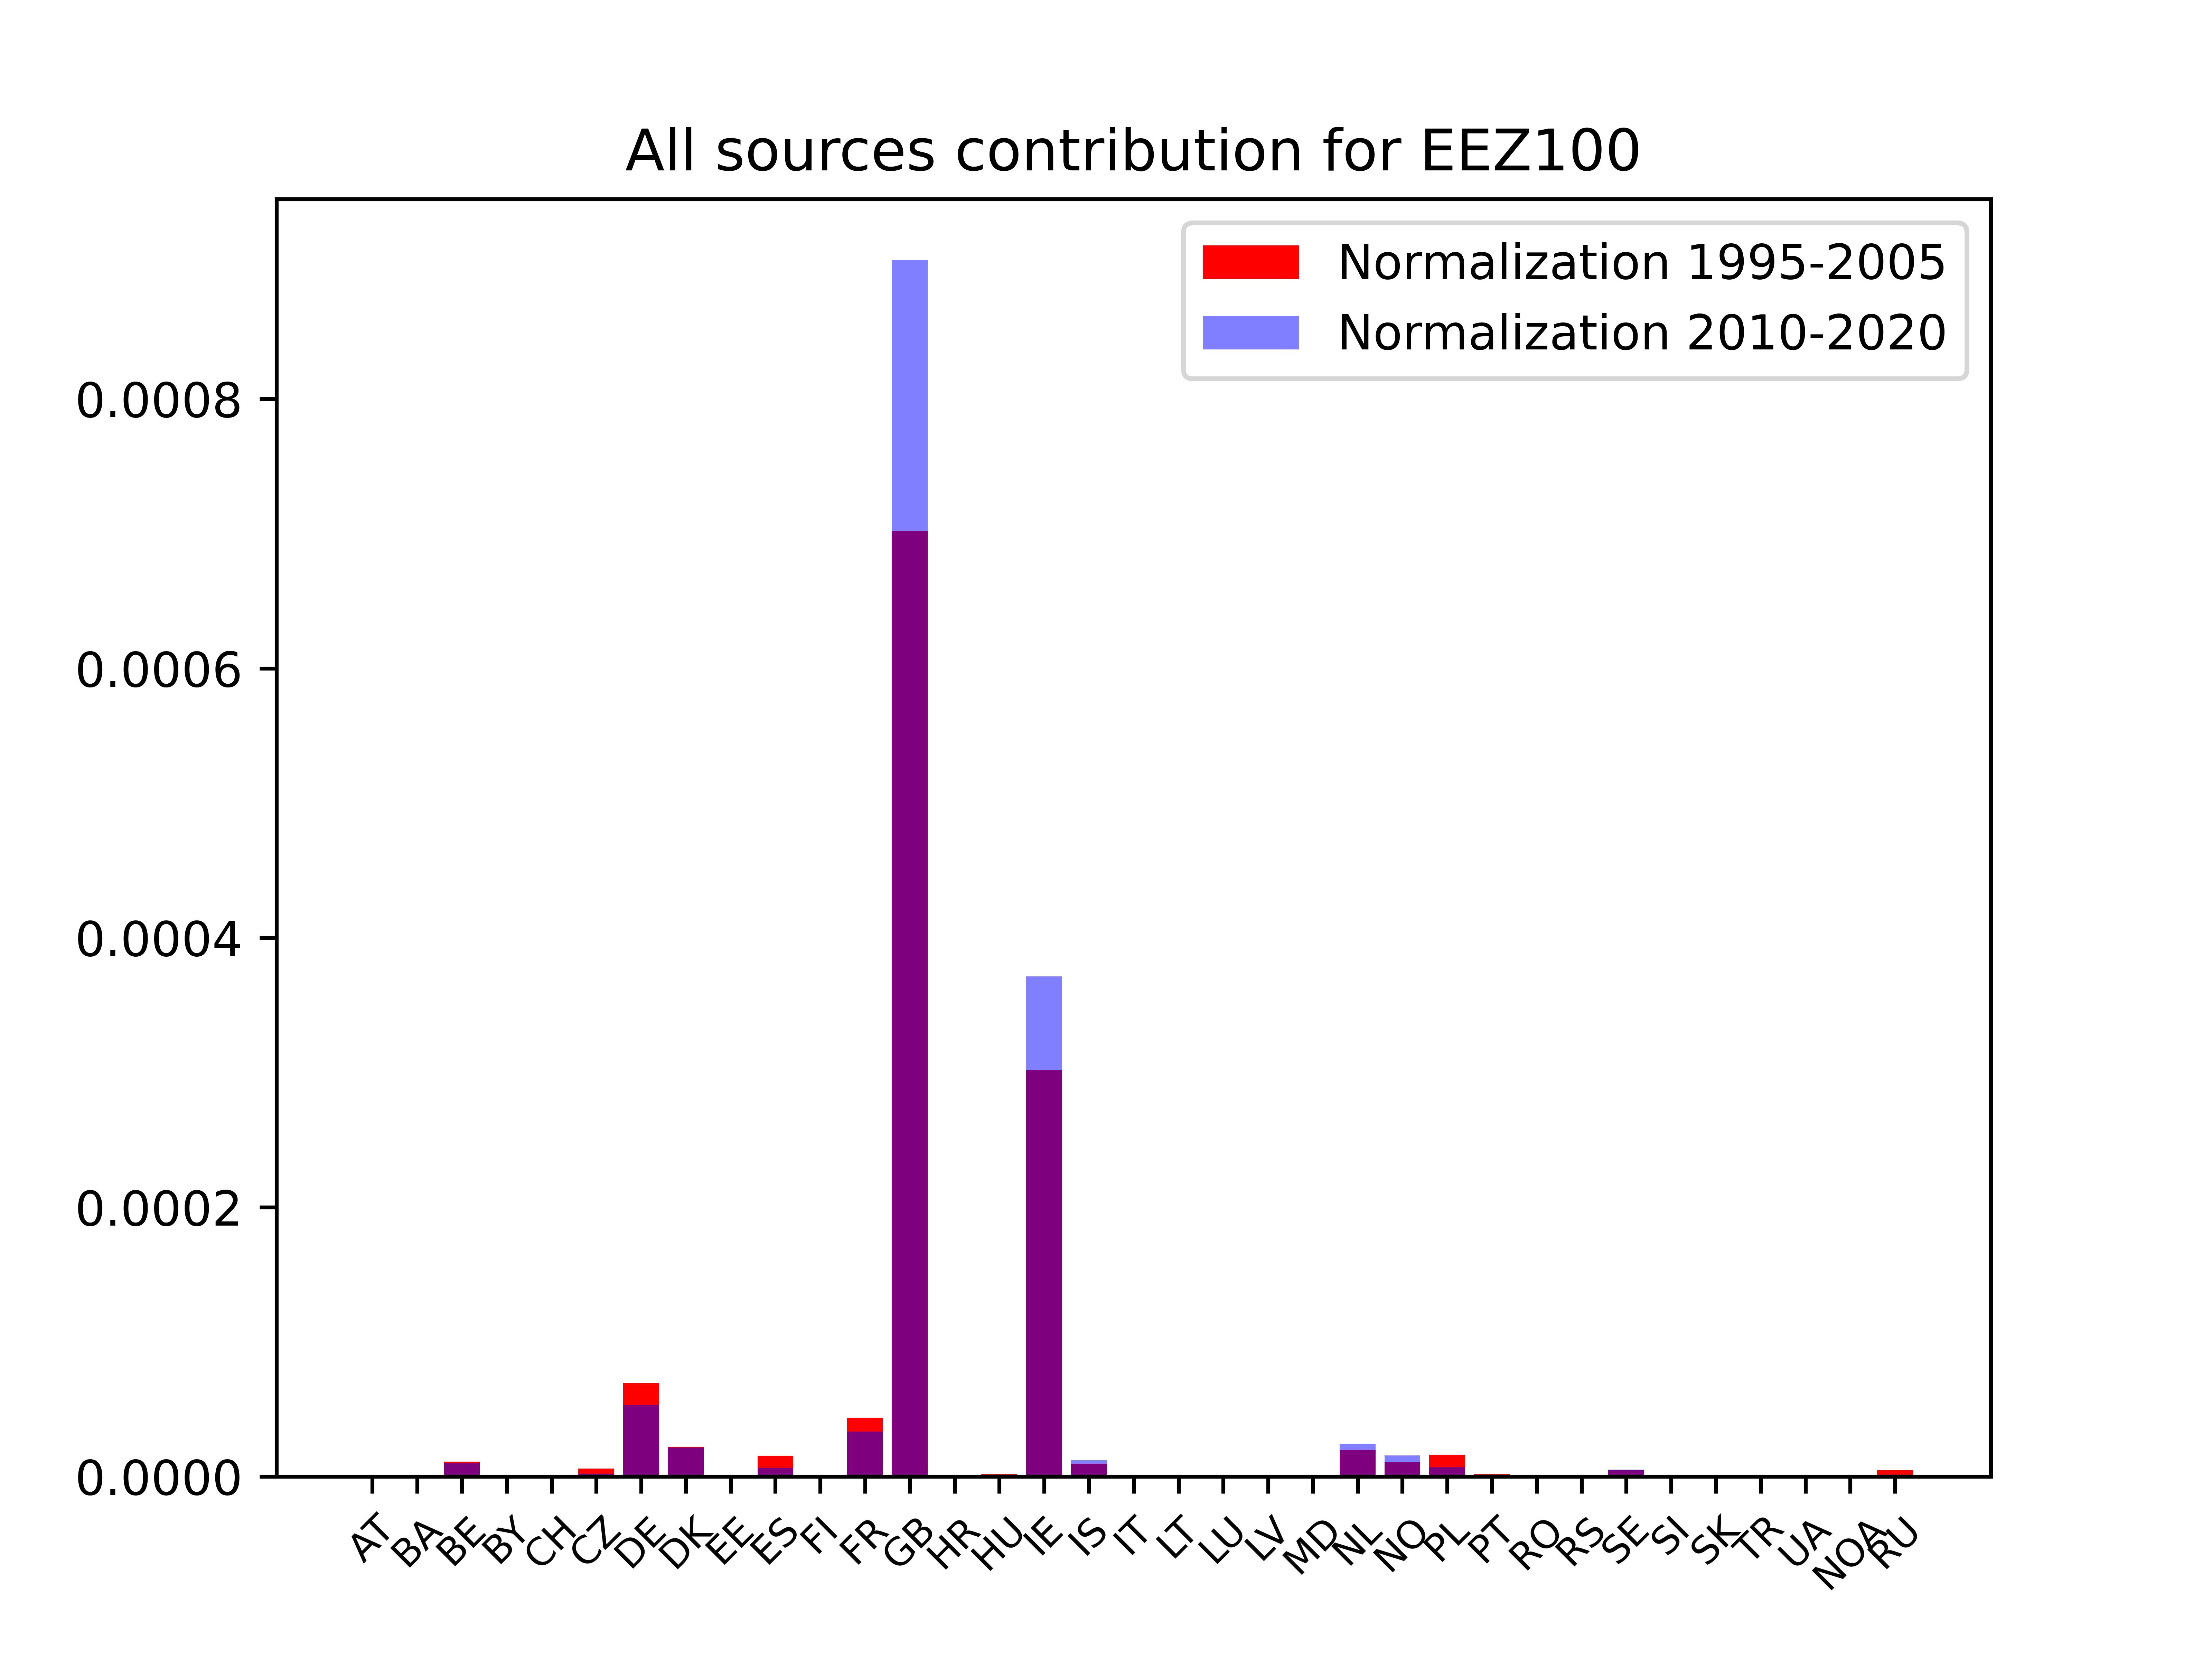 All sources contribution for EEZ100
Normalization 1995-2005
Normalization 2010-2020
0.0008
0.0006
0.0004
0.0002
0.0000
AT BA BE BY CH CZ DE DK EE ES FI FR GB HR HU IE IS IT LT LU LV MD NL NO PL PT RO RS SE SI SK TR UA NOA RU